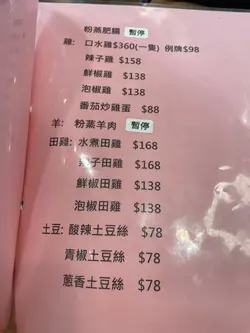 粉蒸肥腸 暫停
雞: 口水雞$360(一隻) 例牌$98
辣子雞 $158
鮮椒雞 $138
泡椒雞 $138
番茄炒雞蛋 $88
羊: 粉蒸羊肉 暫停
田雞: 水煮田雞 $168
辣子田雞 $168
鮮椒田雞 $138
泡椒田雞 $138
土豆: 酸辣土豆絲 $78
青椒土豆絲 $78
蔥香土豆絲 $78